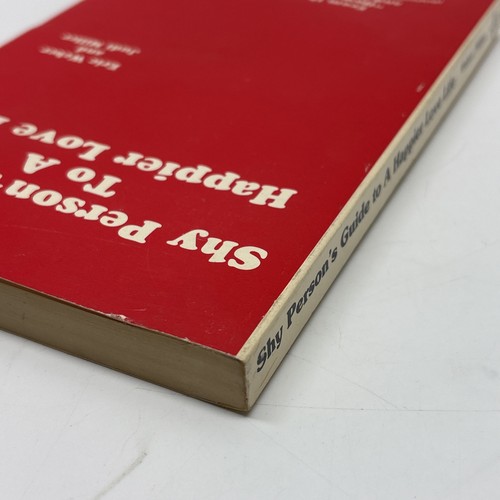 Shy Person's
To A
Happier Love
Eric Weber
and
Judi Miller
Shy Person's Guide to A Happier Love Life